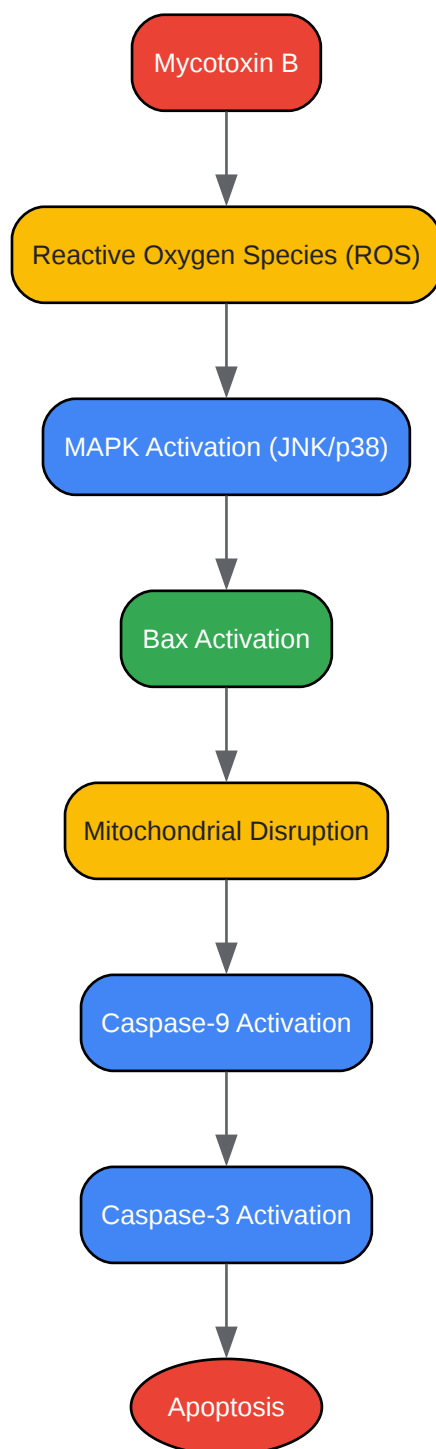 Mycotoxin B
Reactive Oxygen Species (ROS)
MAPK Activation (JNK/p38)
Bax Activation
Mitochondrial Disruption
Caspase-9 Activation
Caspase-3 Activation
Apoptosis